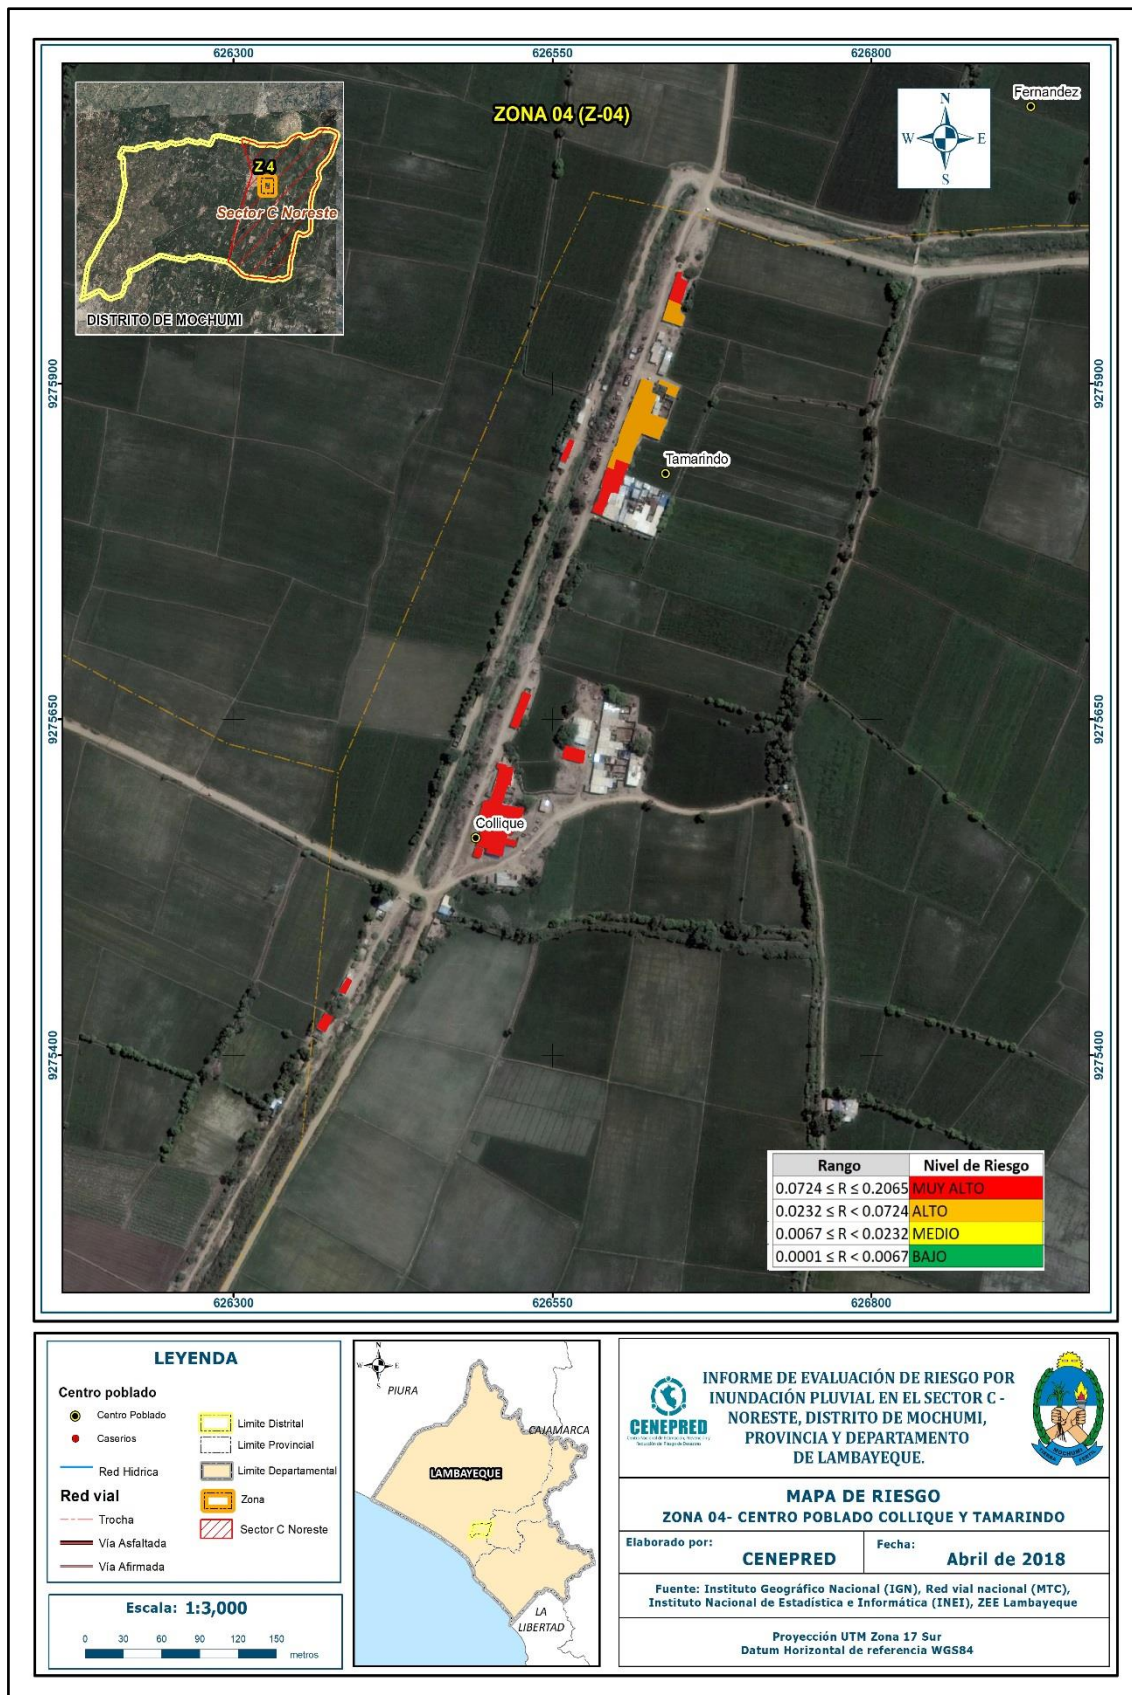 626300
626550
626800
ZONA 04 (Z-04)
Fernandez
N
W
E
S
Z 4
Sector C Noreste
DISTRITO DE MOCHUMI
9275900
9275900
Tamarindo
9275650
9275650
Collique
9275400
9275400
Rango
Nivel de Riesgo
0.0724 ≤ R ≤ 0.2065
MUY ALTO
0.0232 ≤ R < 0.0724
ALTO
0.0067 ≤ R < 0.0232
MEDIO
0.0001 ≤ R < 0.0067
BAJO
626300
626550
626800
LEYENDA
Centro poblado
Centro Poblado
Caserios
Red Hidrica
Red vial
Trocha
Vía Asfaltada
Vía Afirmada
Limite Distrital
Limite Provincial
Limite Departamental
Zona
Sector C Noreste
Escala: 1:3,000
0 30 60 90 120 150
metros
N
W
E
S
PIURA
CAJAMARCA
LAMBAYEQUE
LA
LIBERTAD
CENEPRED
INFORME DE EVALUACIÓN DE RIESGO POR
INUNDACIÓN PLUVIAL EN EL SECTOR C -
NORESTE, DISTRITO DE MOCHUMI,
PROVINCIA Y DEPARTAMENTO
DE LAMBAYEQUE.
MOCHUMI
MAPA DE RIESGO
ZONA 04- CENTRO POBLADO COLLIQUE Y TAMARINDO
Elaborado por:
CENEPRED
Fecha:
Abril de 2018
Fuente: Instituto Geográfico Nacional (IGN), Red vial nacional (MTC),
Instituto Nacional de Estadística e Informática (INEI), ZEE Lambayeque
Proyección UTM Zona 17 Sur
Datum Horizontal de referencia WGS84